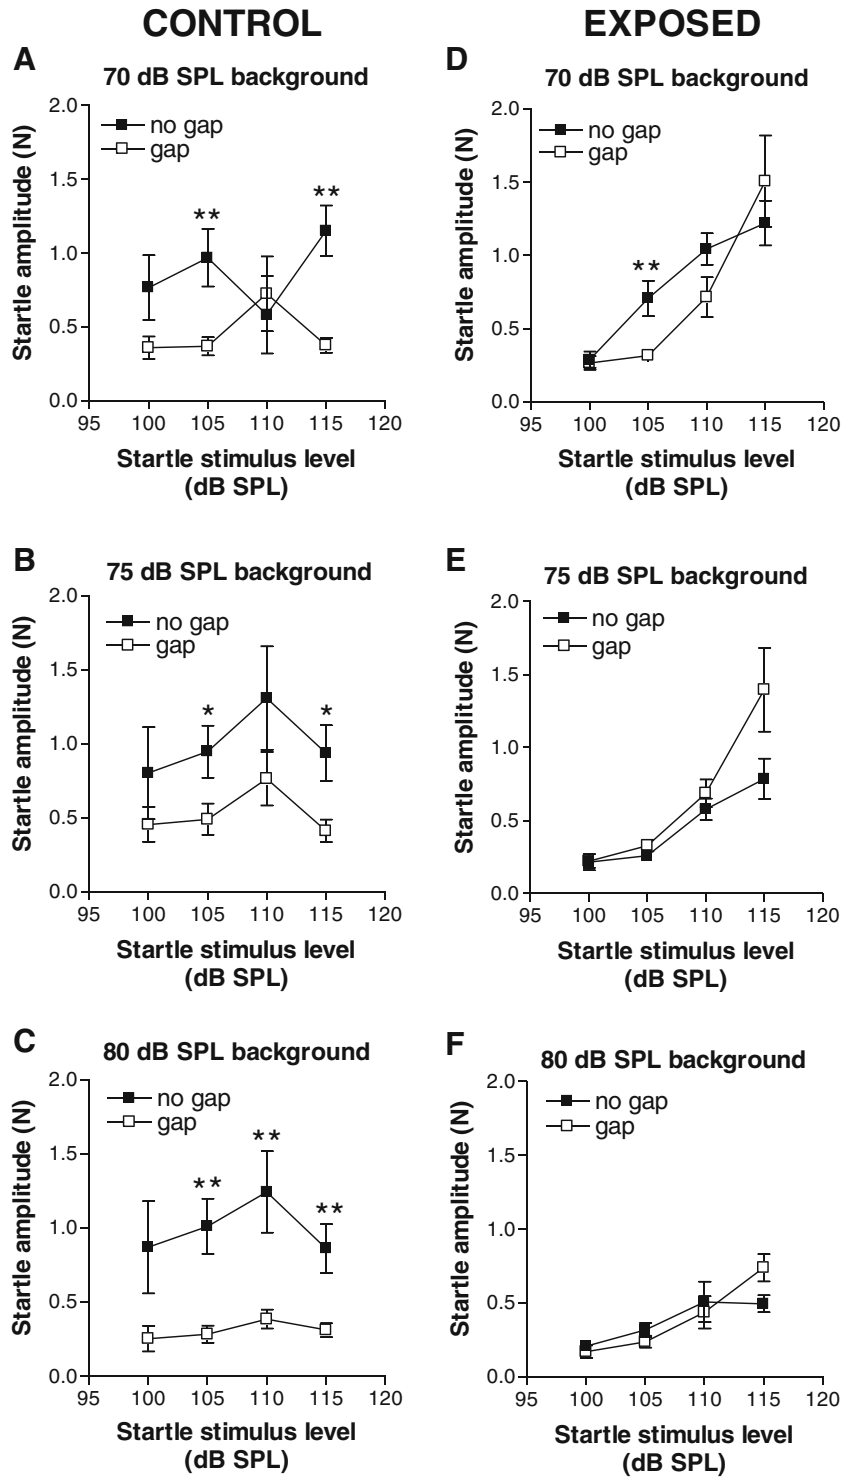 CONTROL
EXPOSED
A
70 dB SPL background
2.0
1.5
1.0
0.5
0.0
Startle amplitude (N)
no gap
gap
**
**
95 100 105 110 115 120
Startle stimulus level
(dB SPL)
D
70 dB SPL background
2.0
1.5
1.0
0.5
0.0
Startle amplitude (N)
no gap
gap
**
95 100 105 110 115 120
Startle stimulus level
(dB SPL)
B
75 dB SPL background
2.0
1.5
1.0
0.5
0.0
Startle amplitude (N)
no gap
gap
*
*
95 100 105 110 115 120
Startle stimulus level
(dB SPL)
E
75 dB SPL background
2.0
1.5
1.0
0.5
0.0
Startle amplitude (N)
no gap
gap
95 100 105 110 115 120
Startle stimulus level
(dB SPL)
C
80 dB SPL background
2.0
1.5
1.0
0.5
0.0
Startle amplitude (N)
no gap
gap
**
**
**
95 100 105 110 115 120
Startle stimulus level
(dB SPL)
F
80 dB SPL background
2.0
1.5
1.0
0.5
0.0
Startle amplitude (N)
no gap
gap
95 100 105 110 115 120
Startle stimulus level
(dB SPL)